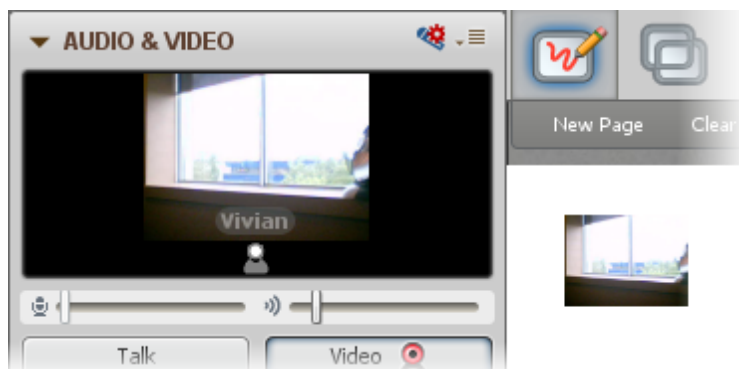 AUDIO & VIDEO
Vivian
Talk
Video
New Page
Clear